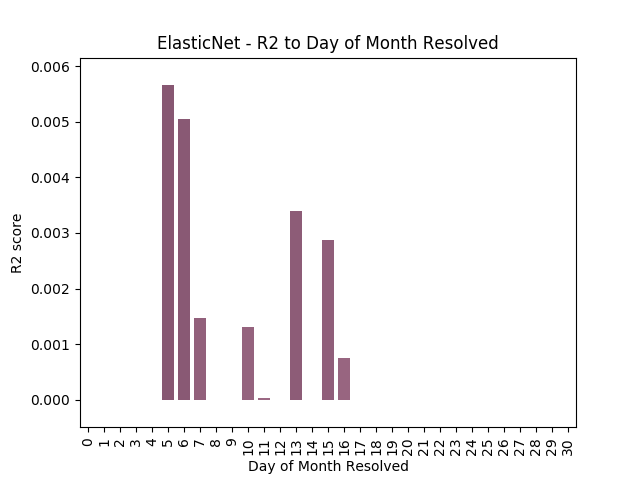 ElasticNet - R2 to Day of Month Resolved
0.006
0.005
0.004
0.003
0.002
0.001
0.000
R2 score
0 1 2 3 4 5 6 7 8 9 10 11 12 13 14 15 16 17 18 19 20 21 22 23 24 25 26 27 28 29 30
Day of Month Resolved